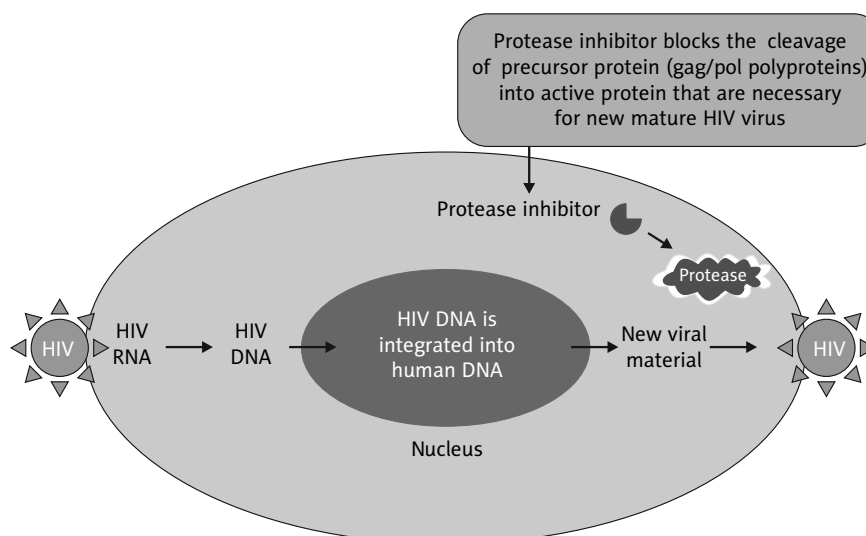 Protease inhibitor blocks the cleavage
of precursor protein (gag/pol polyproteins)
into active protein that are necessary
for new mature HIV virus
Protease inhibitor
Protease
HIV
HIV
RNA
HIV
DNA
HIV DNA is
integrated into
human DNA
New viral
material
HIV
Nucleus